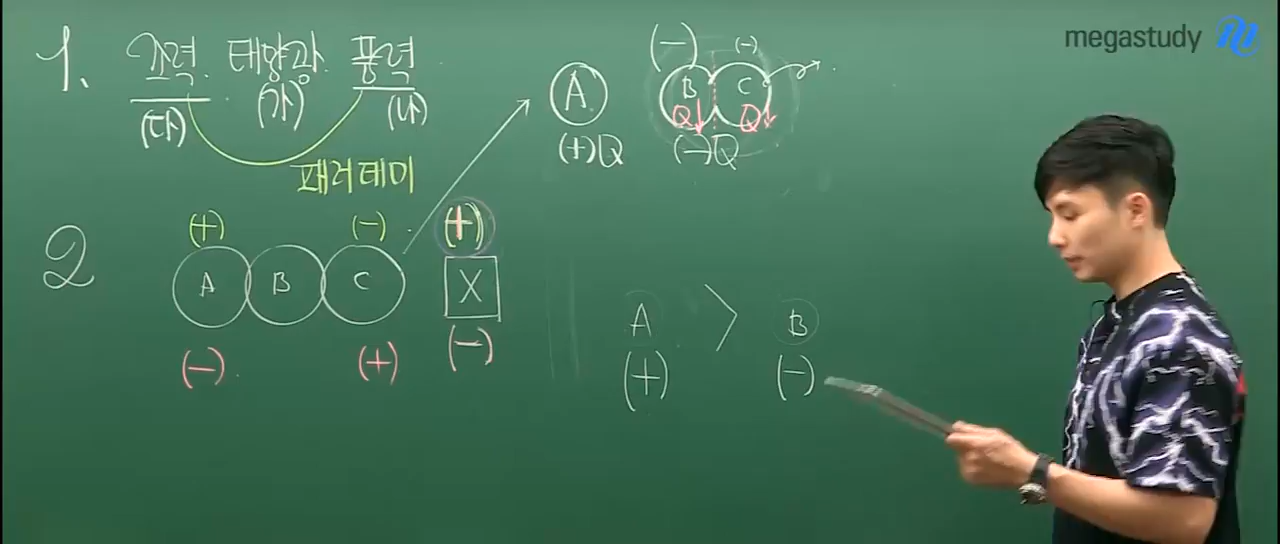 megastudy
1. 조력. 태양광 풍력
(다) (가) (나)
패러데이
A (-) B (-) C
Q Q
(+)Q (-)Q
2 (+) (-) (+)
A B C X
(-) (+) (-)
A > B
(+) (-)